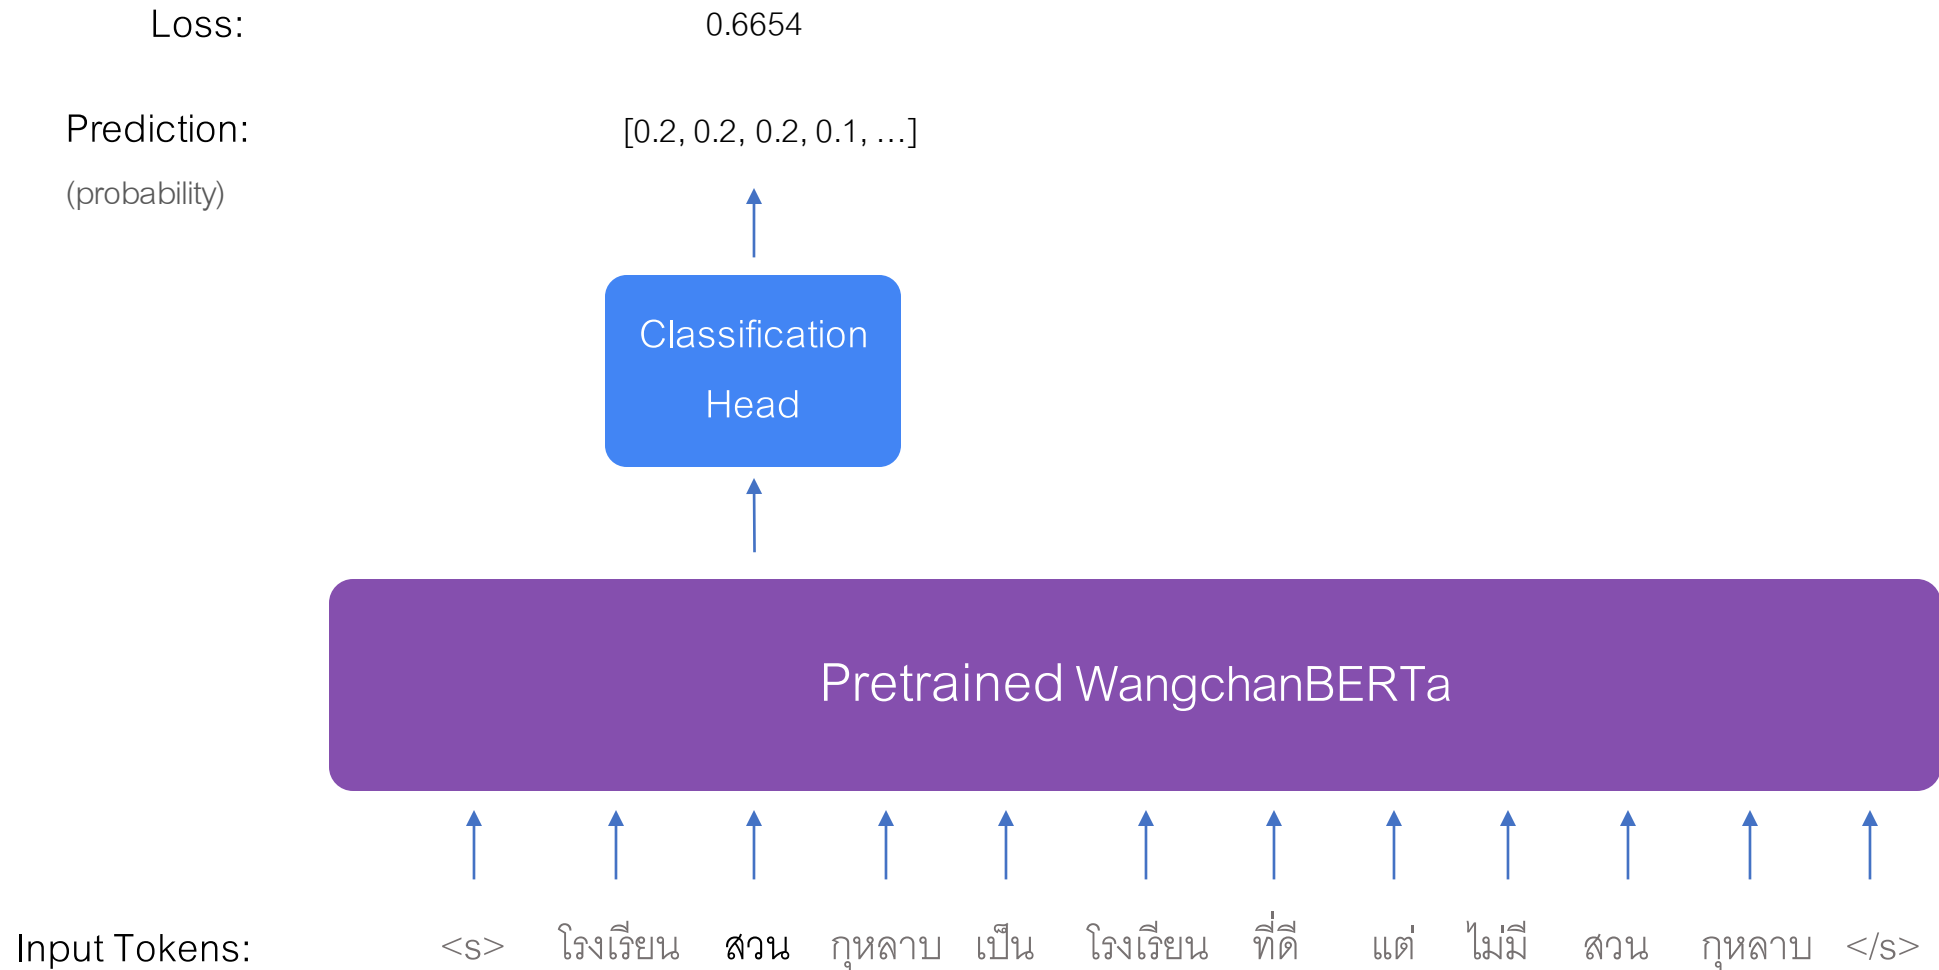 Loss: 0.6654
Prediction: [0.2, 0.2, 0.2, 0.1, ...]
(probability)
Classification
Head
Pretrained WangchanBERTa
Input Tokens: <s> โรงเรียน สวน กุหลาบ เป็น โรงเรียน ที่ดี แต่ ไม่มี สวน กุหลาบ </s>